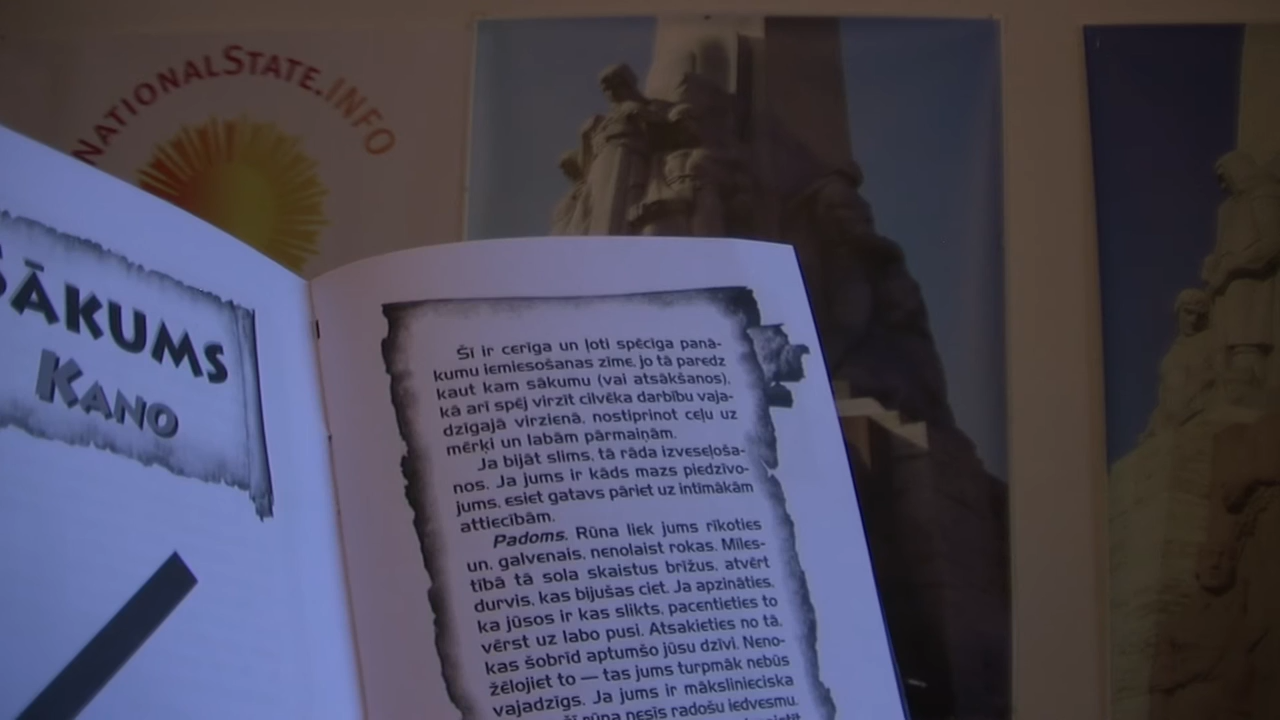 NATIONALSTATE.INFO
SĀKUMS
KANO
Šī ir cerīga un ļoti spēcīga panā-
kumu iemiesošanas zīme, jo tā paredz
kaut kam sākumu (vai atsākšanos),
kā arī spēj virzīt cilvēka darbību vaja-
dzīgajā virzienā, nostiprinot ceļu uz
mērķi un labām pārmaiņām.
Ja bijāt slims, tā rāda izveseļoša-
nos. Ja jums ir kāds mazs piedzīvo-
jums, esiet gatavs pāriet uz intīmākām
attiecībām.
Padoms. Rūna liek jums rīkoties
un, galvenais, nenolaist rokas. Mīles-
tībā tā sola skaistus brīžus, atvērt
durvis, kas bijušas ciet. Ja apzināties,
ka jūsos ir kas slikts, pacentieties to
vērst uz labo pusi. Atsakieties no tā,
kas šobrīd aptumšo jūsu dzīvi. Neno-
žēlojiet to — tas jums turpmāk nebūs
vajadzīgs. Ja jums ir mākslinieciska
šī rūna nesīs radošu iedvesmu.